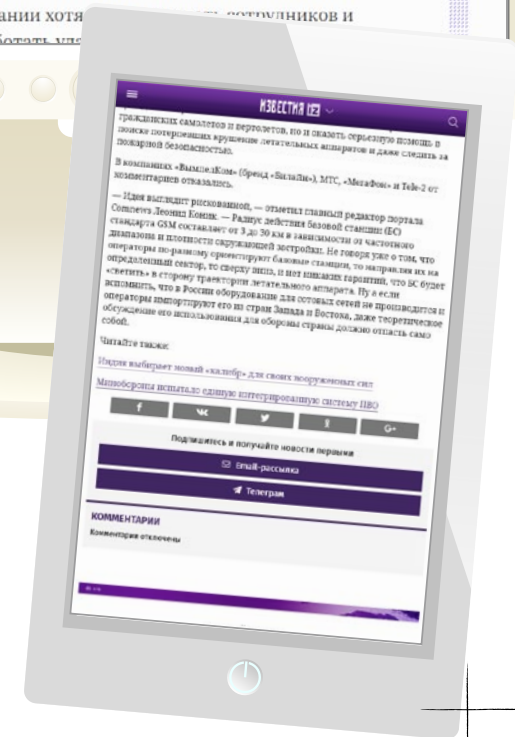 ании хотя сотрудников и
ботать
ИЗВЕСТИЯ IZ
гражданских самолетов и вертолетов, но и оказать серьезную помощь в
поиске потерпевших крушение летательных аппаратов и даже следить за
пожарной безопасностью.
В компаниях «ВымпелКом» (бренд «Билайн»), МТС, «МегаФон» и Tele-2 от
комментариев отказались.
— Идея выглядит рискованной, — отметил главный редактор портала
Comnews Леонид Коник. — Радиус действия базовой станции (БС)
стандарта GSM составляет от 3 до 30 км в зависимости от частотного
диапазона и плотности окружающей застройки. Не говоря уже о том, что
операторы по-разному ориентируют базовые станции, то направляя их на
определенный сектор, то сверху вниз, и нет никаких гарантий, что БС будет
«светить» в сторону траектории летательного аппарата. Ну а если
вспомнить, что в России оборудование для сотовых сетей не производится и
операторы импортируют его из стран Запада и Востока, даже теоретическое
обсуждение его использования для обороны страны должно отпасть само
собой.
Читайте также:
Индия выбирает новый «калибр» для своих вооруженных сил
Минобороны испытало единую интегрированную систему ПВО
G+
Подпишитесь и получайте новости первыми
Email-рассылка
Телеграм
КОММЕНТАРИИ
Комментарии отключены